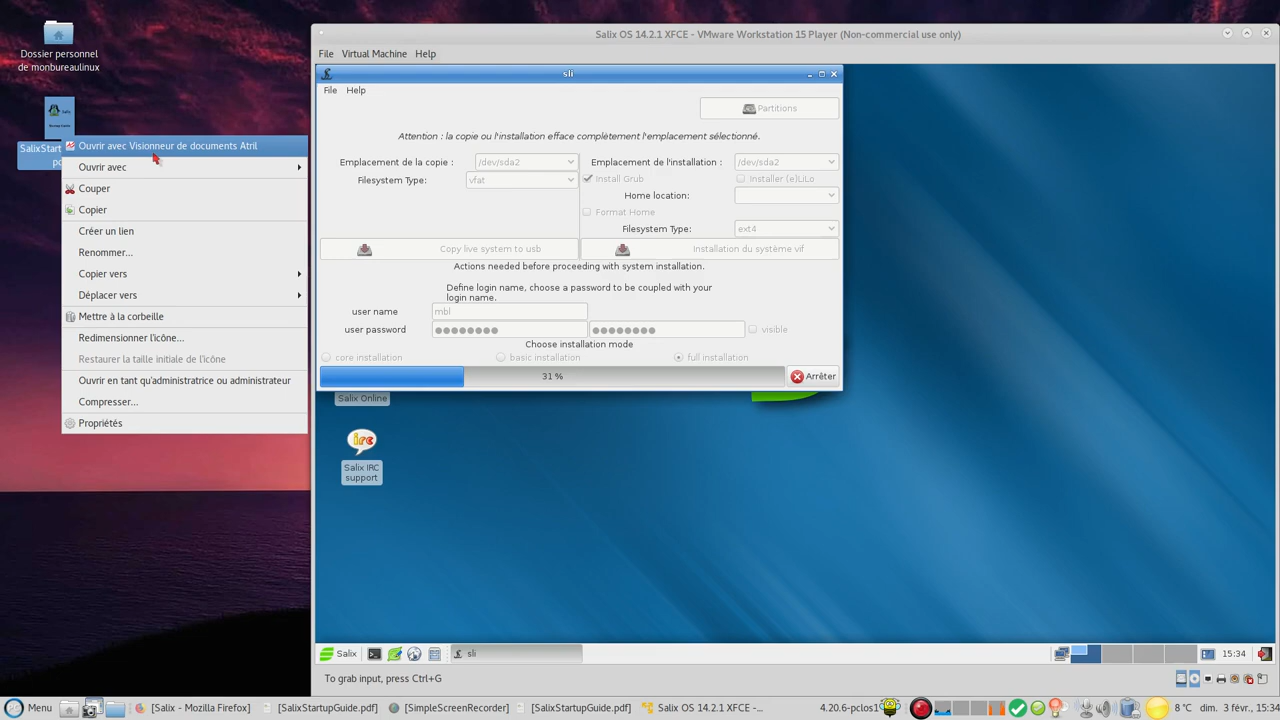 Dossier personnel
de monbureaulinux
Ouvrir avec Visionneur de documents Atril
Ouvrir avec
Couper
Copier
Créer un lien
Renommer...
Copier vers
Déplacer vers
Mettre à la corbeille
Redimensionner l'icône...
Restaurer la taille initiale de l'icône
Ouvrir en tant qu'administratrice ou administrateur
Compresser...
Propriétés
Salix OS 14.2.1 XFCE - VMware Workstation 15 Player (Non-commercial use only)
File Virtual Machine Help
sli
File Help
Partitions
Attention : la copie ou l'installation efface complètement l'emplacement sélectionné.
Emplacement de la copie : /dev/sda2 Emplacement de l'installation : /dev/sda2
Filesystem Type: vfat Install Grub Installer (e)LiLo
Home location:
Format Home
Filesystem Type: ext4
Copy live system to usb Installation du système vif
Actions needed before proceeding with system installation.
Define login name, choose a password to be coupled with your
login name.
user name mbl
user password ●●●●●●●● ●●●●●●●● visible
Choose installation mode
core installation basic installation full installation
31 % Arrêter
Salix Online
irc
Salix IRC
support
Salix sli 15:34
To grab input, press Ctrl+G
Menu [Salix - Mozilla Firefox] [SalixStartupGuide.pdf] [SimpleScreenRecorder] [SalixStartupGuide.pdf] Salix OS 14.2.1 XFCE -... 4.20.6-pclos1 8 °C dim. 3 févr., 15:34